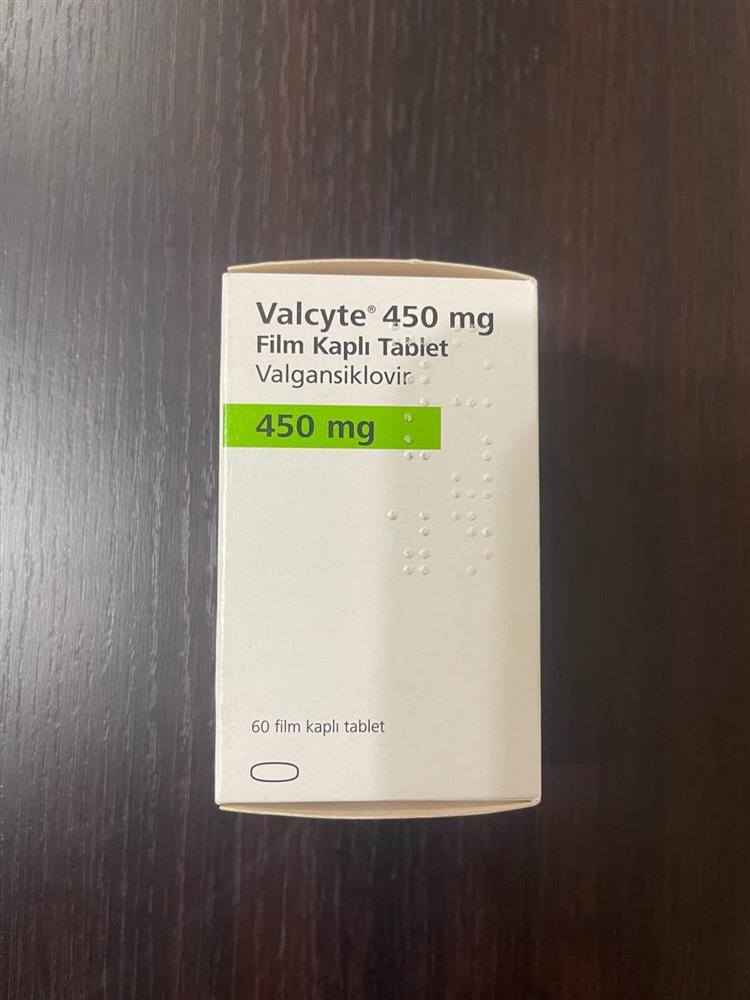 Valcyte® 450 mg
Film Kaplı Tablet
Valgansiklovir
450 mg
60 film kaplı tablet